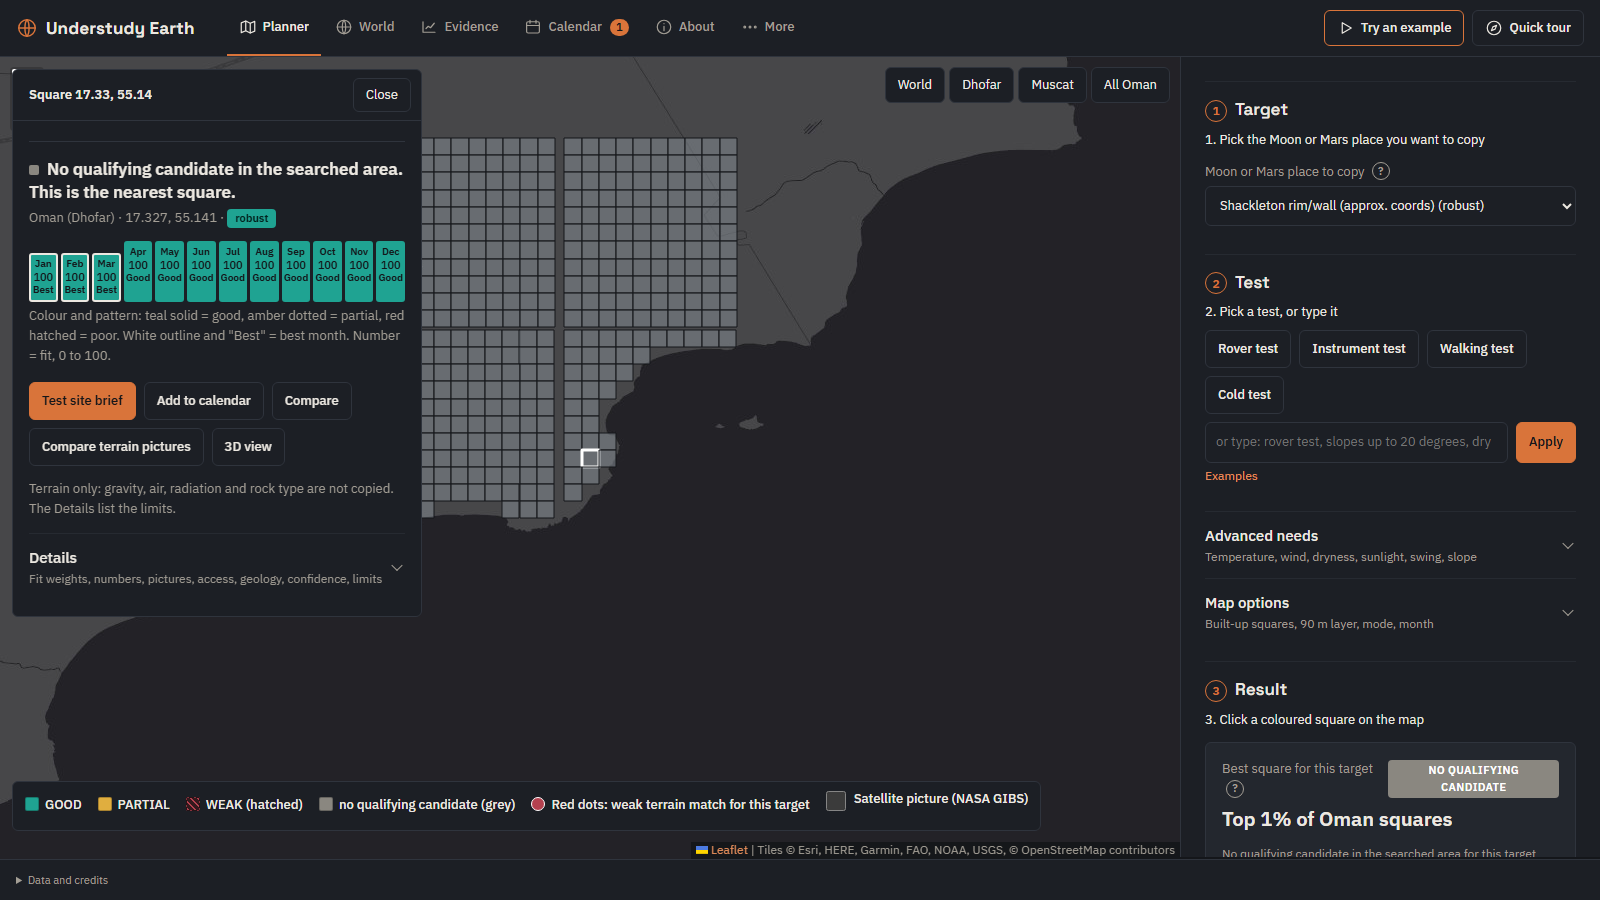 Understudy Earth
Planner
World
Evidence
Calendar 1
About
More
Try an example
Quick tour
Square 17.33, 55.14
Close
No qualifying candidate in the searched area.
This is the nearest square.
Oman (Dhofar) · 17.327, 55.141 · robust
Jan 100 Best
Feb 100 Best
Mar 100 Best
Apr 100 Good
May 100 Good
Jun 100 Good
Jul 100 Good
Aug 100 Good
Sep 100 Good
Oct 100 Good
Nov 100 Good
Dec 100 Good
Colour and pattern: teal solid = good, amber dotted = partial, red
hatched = poor. White outline and "Best" = best month. Number
= fit, 0 to 100.
Test site brief
Add to calendar
Compare
Compare terrain pictures
3D view
Terrain only: gravity, air, radiation and rock type are not copied.
The Details list the limits.
Details
Fit weights, numbers, pictures, access, geology, confidence, limits
World
Dhofar
Muscat
All Oman
GOOD
PARTIAL
WEAK (hatched)
no qualifying candidate (grey)
Red dots: weak terrain match for this target
Satellite picture (NASA GIBS)
Leaflet | Tiles © Esri, HERE, Garmin, FAO, NOAA, USGS, © OpenStreetMap contributors
1 Target
1. Pick the Moon or Mars place you want to copy
Moon or Mars place to copy ?
Shackleton rim/wall (approx. coords) (robust)
2 Test
2. Pick a test, or type it
Rover test
Instrument test
Walking test
Cold test
or type: rover test, slopes up to 20 degrees, dry
Apply
Examples
Advanced needs
Temperature, wind, dryness, sunlight, swing, slope
Map options
Built-up squares, 90 m layer, mode, month
3 Result
3. Click a coloured square on the map
Best square for this target
?
NO QUALIFYING
CANDIDATE
Top 1% of Oman squares
No qualifying candidate in the searched area for this target
Data and credits